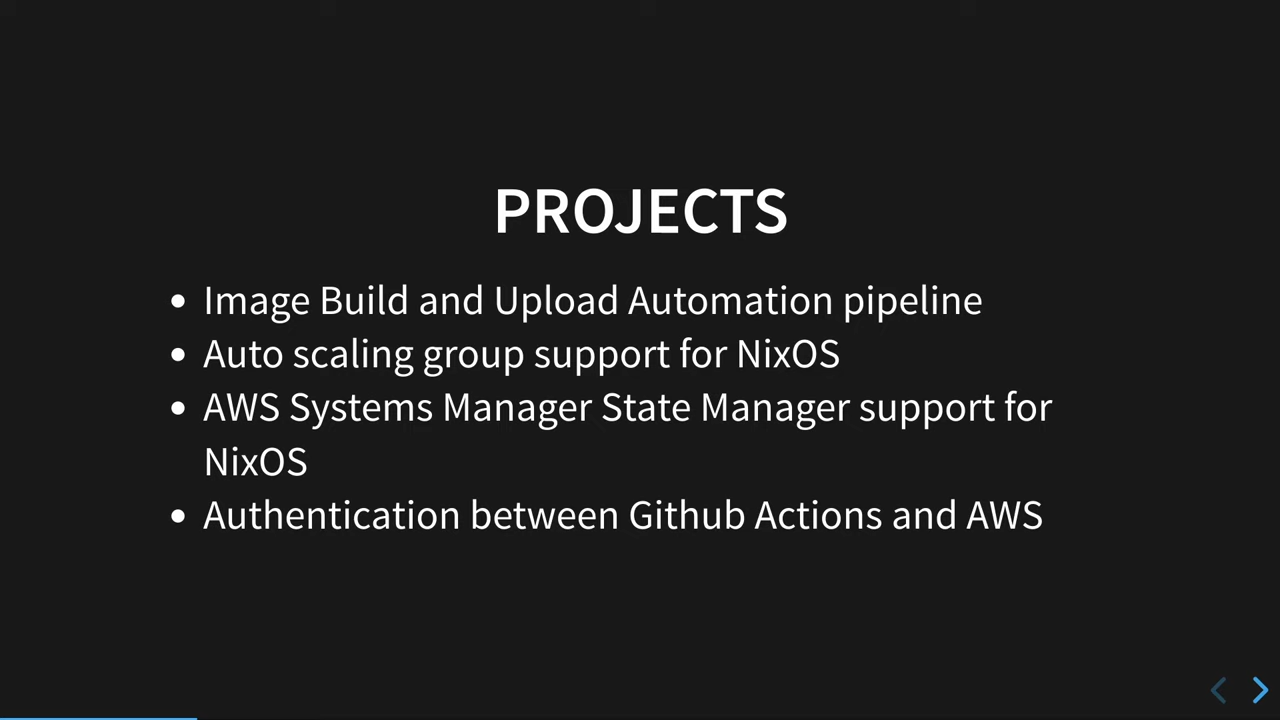 PROJECTS
• Image Build and Upload Automation pipeline
• Auto scaling group support for NixOS
• AWS Systems Manager State Manager support for
NixOS
• Authentication between Github Actions and AWS